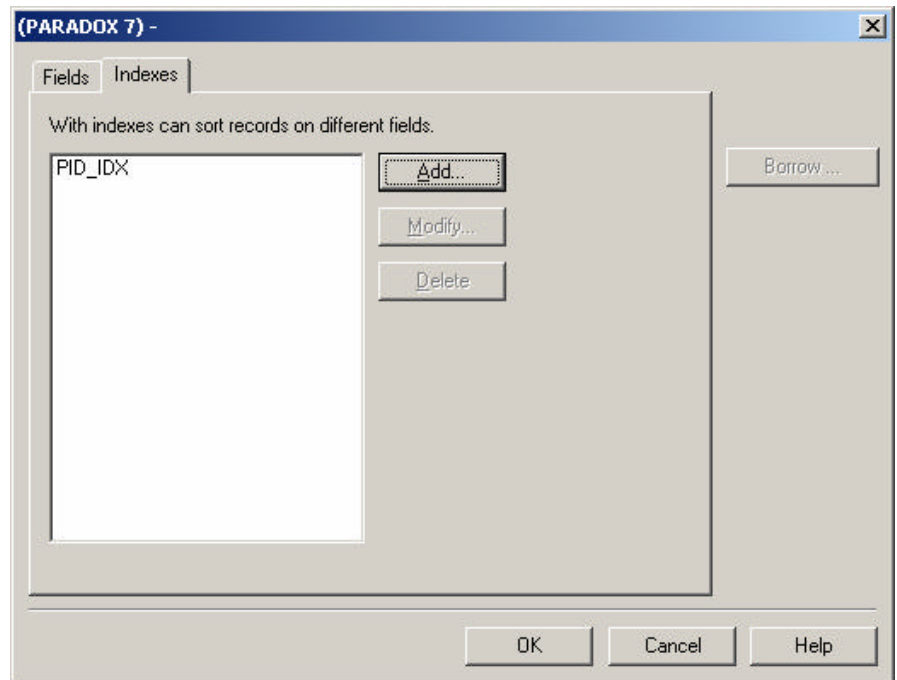 (PARADOX 7) -
Fields Indexes
With indexes can sort records on different fields.
PID_IDX
Add...
Borrow ...
Modify...
Delete
OK Cancel Help